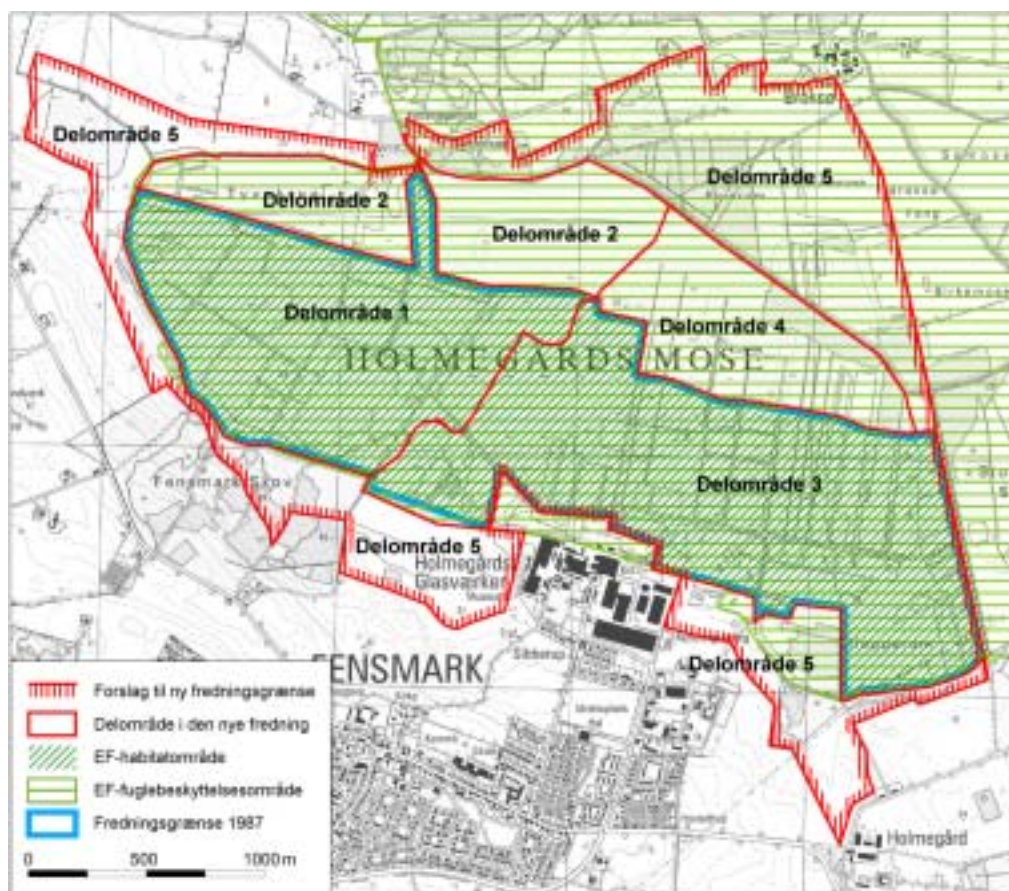 Delområde 5
Delområde 5
Delområde 2
Delområde 2
Delområde 1
Delområde 4
HOLMEGÅRDS MOSE
Delområde 3
Fensmark Skov
Delområde 5
Holmegårds
Glasværker
Delområde 5
FENSMARK
Holmegård
Forslag til ny fredningsgrænse
Delområde i den nye fredning
EF-habitatområde
EF-fuglebeskyttelsesområde
Fredningsgrænse 1987
0 500 1000 m